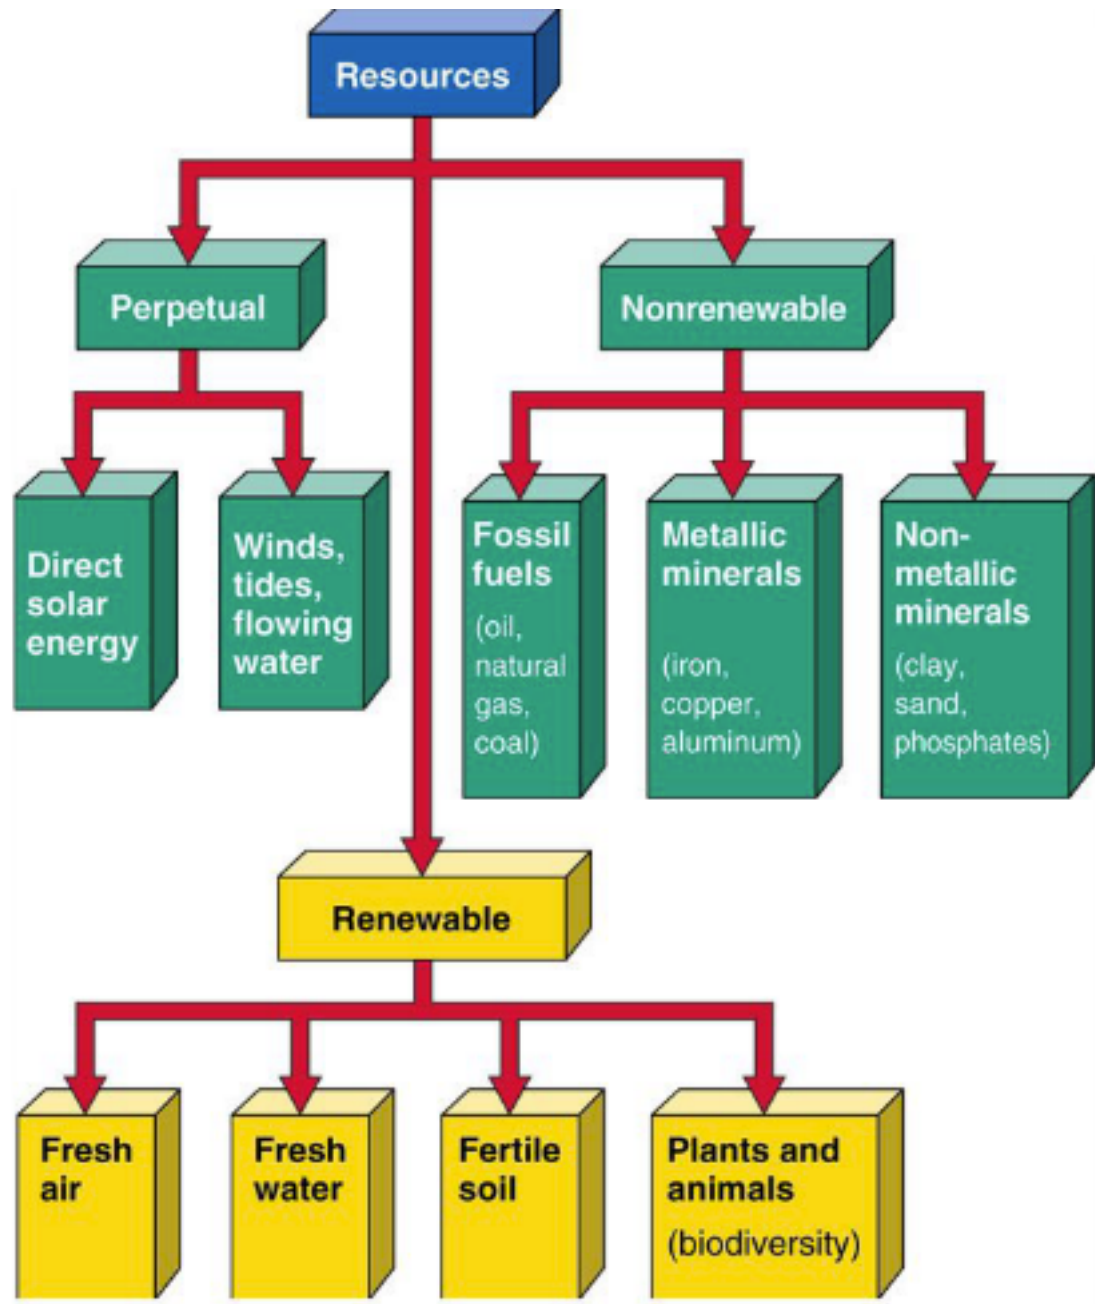 Resources
Perpetual
Nonrenewable
Direct
solar
energy
Winds,
tides,
flowing
water
Fossil
fuels
(oil,
natural
gas,
coal)
Metallic
minerals
(iron,
copper,
aluminum)
Non-
metallic
minerals
(clay,
sand,
phosphates)
Renewable
Fresh
air
Fresh
water
Fertile
soil
Plants and
animals
(biodiversity)